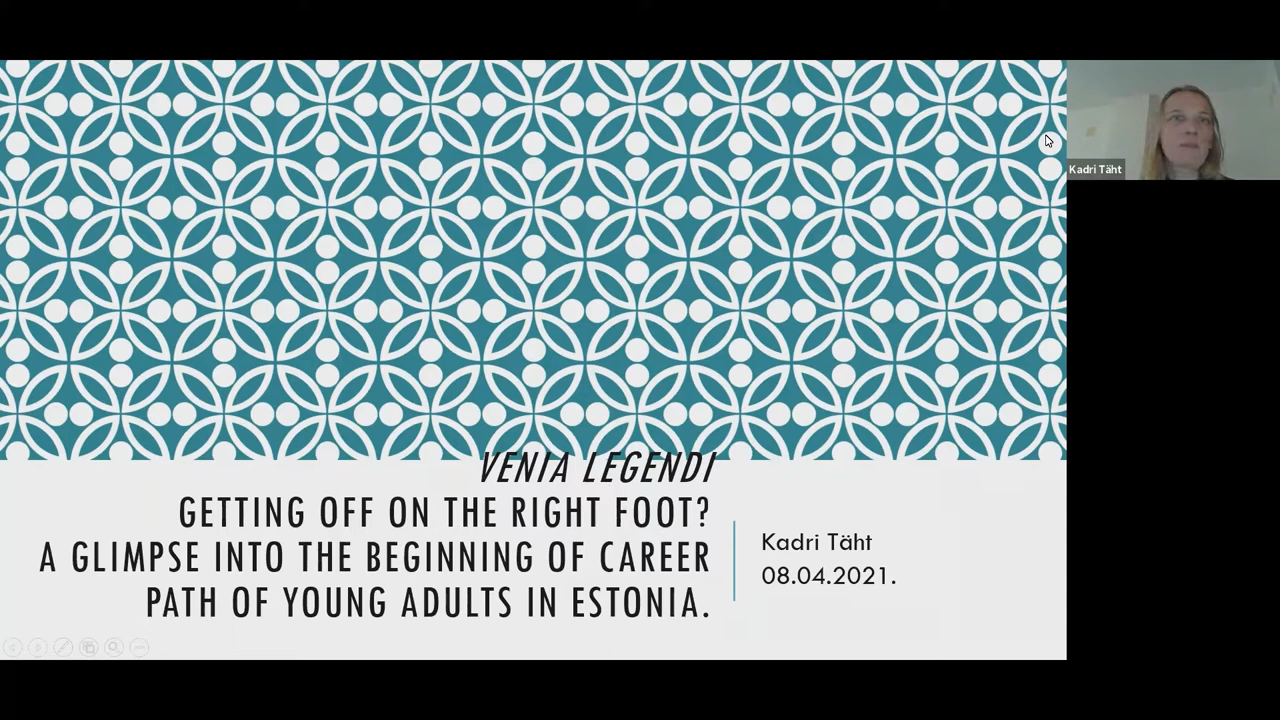 Kadri Täht
VENIA LEGENDI
GETTING OFF ON THE RIGHT FOOT?
A GLIMPSE INTO THE BEGINNING OF CAREER
PATH OF YOUNG ADULTS IN ESTONIA.
Kadri Täht
08.04.2021.